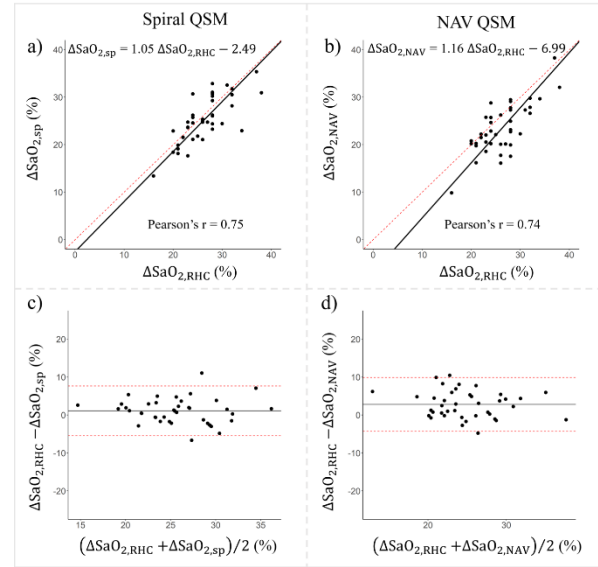 Spiral QSM
NAV QSM
a)
ΔSaO2,sp = 1.05 ΔSaO2,RHC − 2.49
40
30
20
10
0
ΔSaO2,sp (%)
Pearson's r = 0.75
0 10 20 30 40
ΔSaO2,RHC (%)
b)
ΔSaO2,NAV = 1.16 ΔSaO2,RHC − 6.99
40
30
20
10
0
ΔSaO2,NAV (%)
Pearson's r = 0.74
0 10 20 30 40
ΔSaO2,RHC (%)
c)
20
10
0
-10
-20
ΔSaO2,RHC − ΔSaO2,sp (%)
15 20 25 30 35
(ΔSaO2,RHC + ΔSaO2,sp)/2 (%)
d)
20
10
0
-10
-20
ΔSaO2,RHC − ΔSaO2,NAV (%)
20 30
(ΔSaO2,RHC + ΔSaO2,NAV)/2 (%)